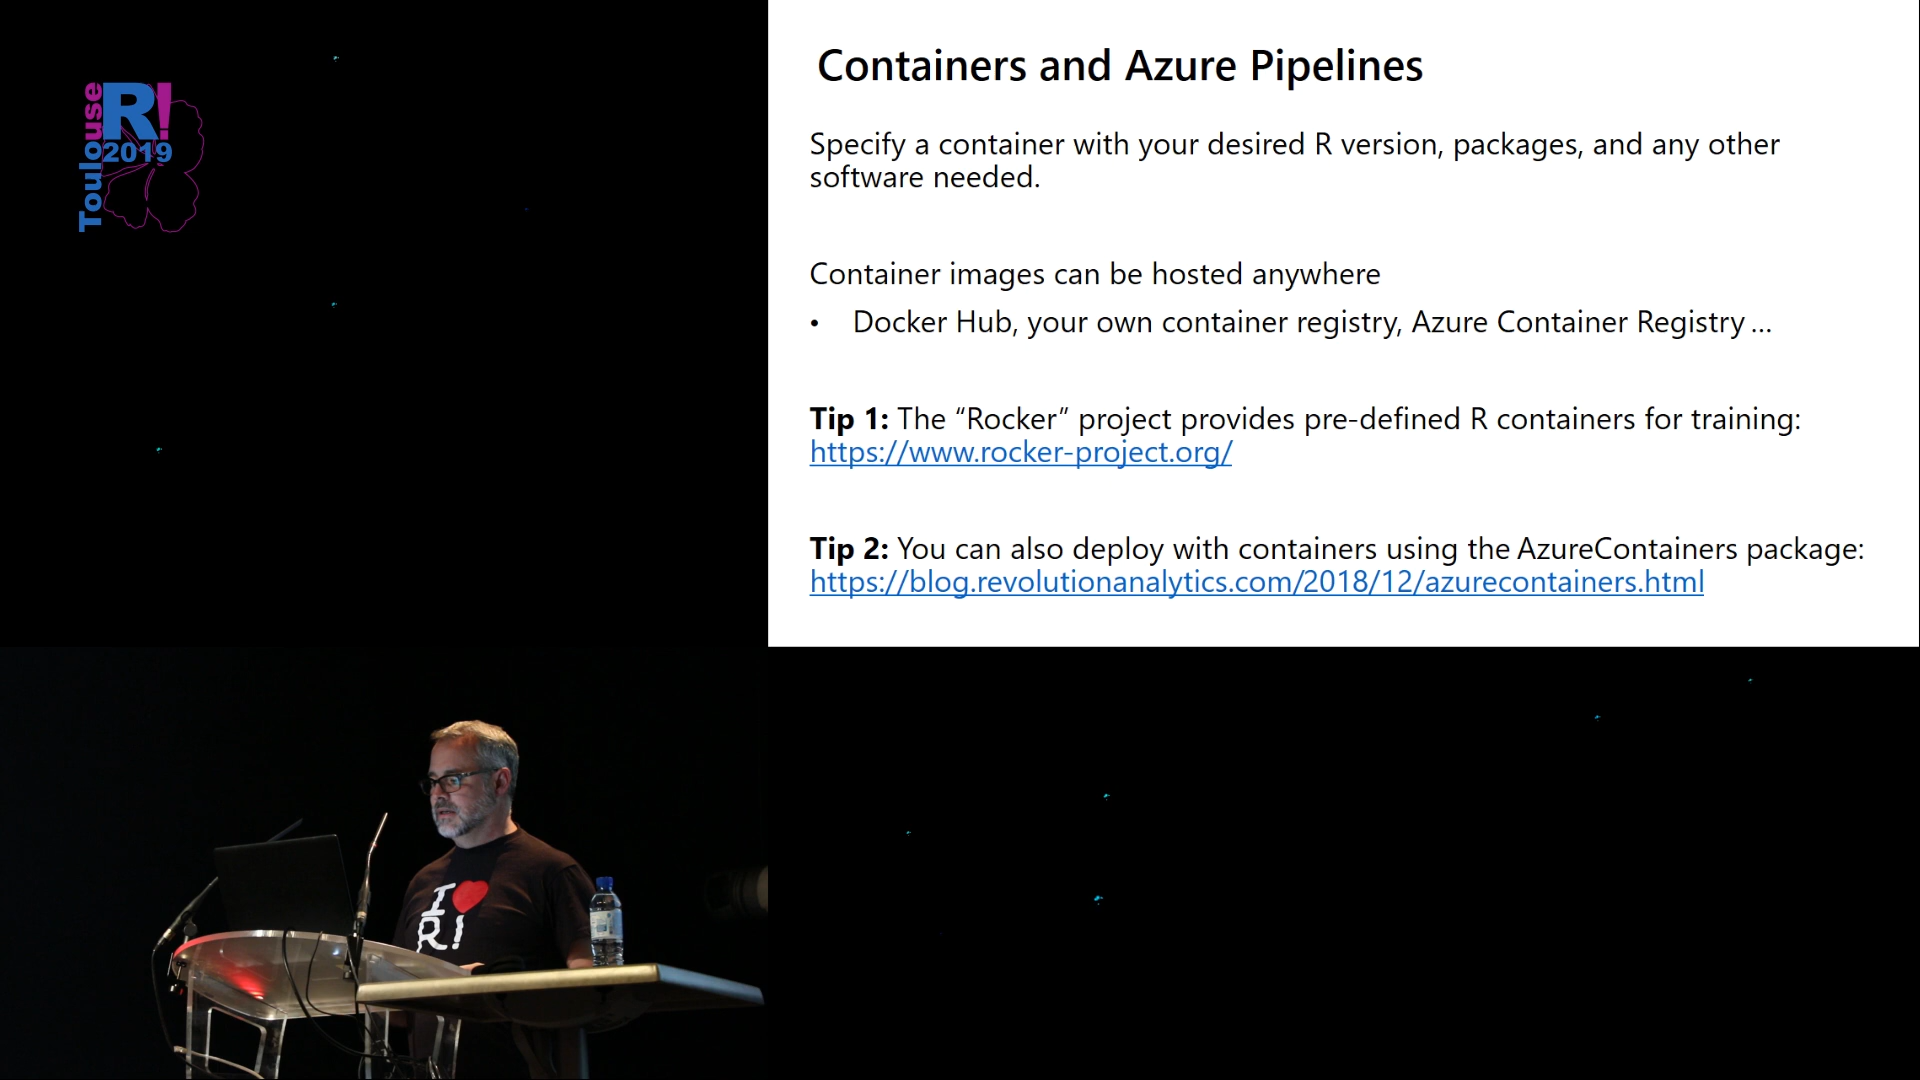 Toulouse
R!
2019
Containers and Azure Pipelines
Specify a container with your desired R version, packages, and any other
software needed.
Container images can be hosted anywhere
• Docker Hub, your own container registry, Azure Container Registry ...
Tip 1: The “Rocker” project provides pre-defined R containers for training:
https://www.rocker-project.org/
Tip 2: You can also deploy with containers using the AzureContainers package:
https://blog.revolutionanalytics.com/2018/12/azurecontainers.html
I
R!